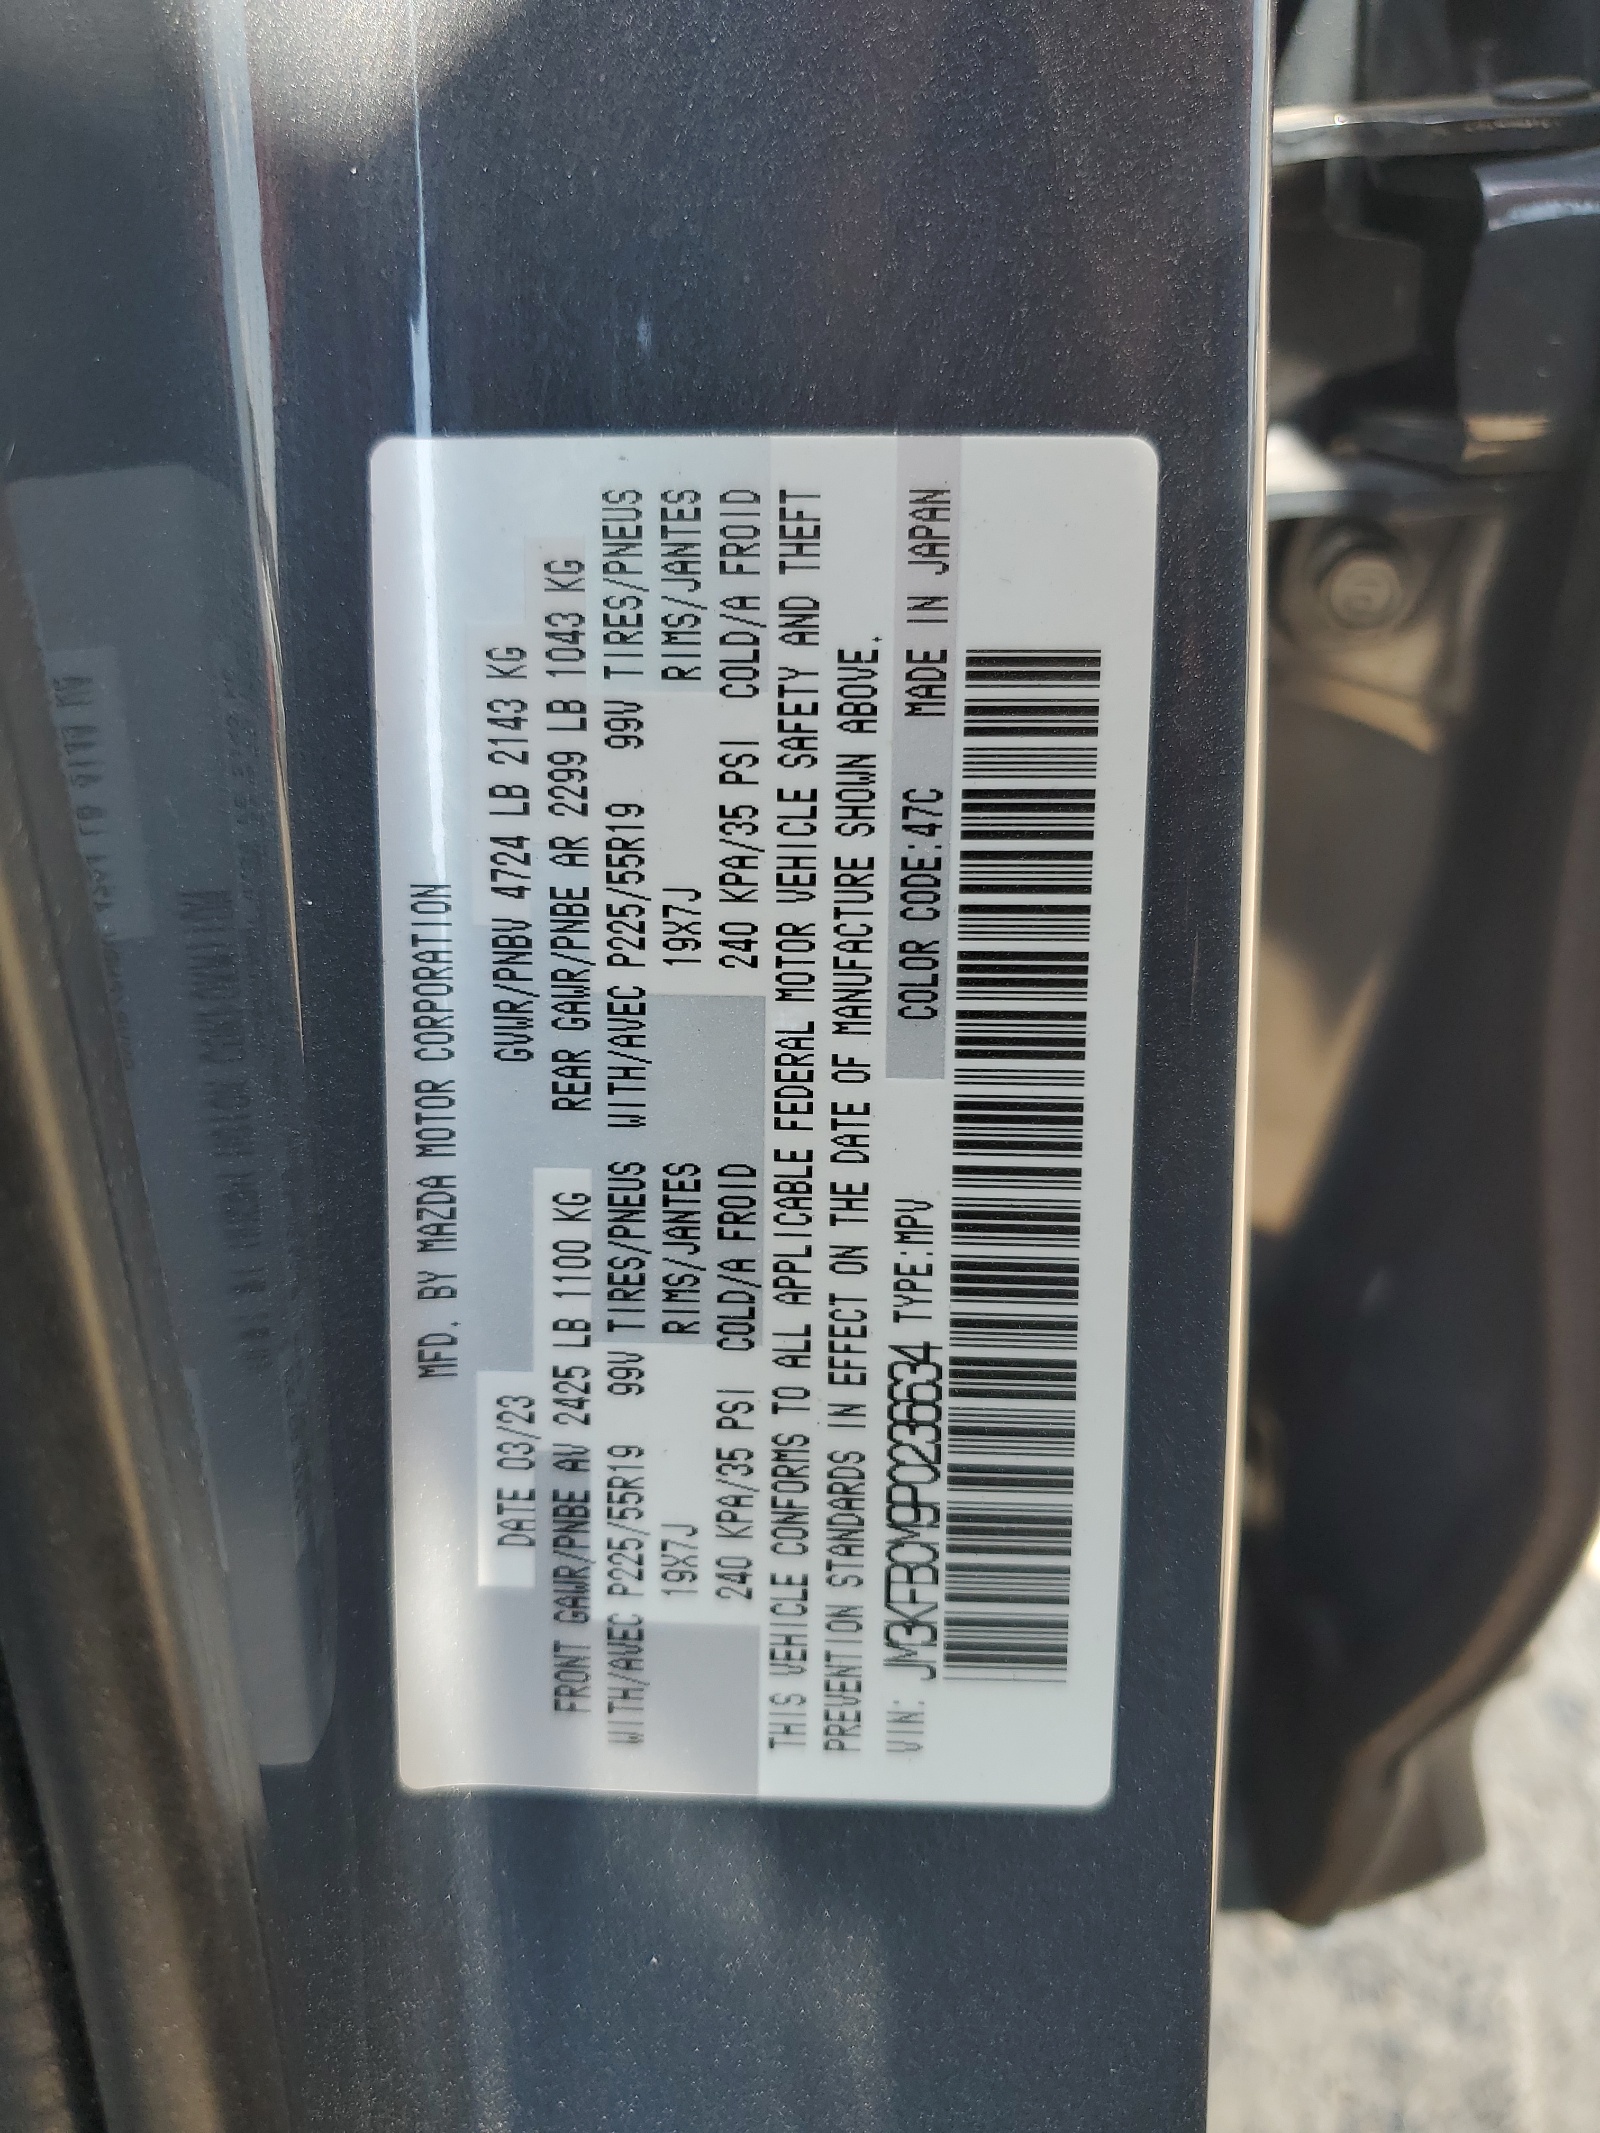 MFD. BY MAZDA MOTOR CORPORATION
DATE 03/23 GVWR/PNBV 4724 LB 2143 KG
FRONT GAWR/PNBE AV 2425 LB 1100 KG REAR GAWR/PNBE AR 2299 LB 1043 KG
WITH/AVEC P225/55R19 99V TIRES/PNEUS WITH/AVEC P225/55R19 99V TIRES/PNEUS
19X7J RIMS/JANTES 19X7J RIMS/JANTES
240 KPA/35 PSI COLD/A FROID 240 KPA/35 PSI COLD/A FROID
THIS VEHICLE CONFORMS TO ALL APPLICABLE FEDERAL MOTOR VEHICLE SAFETY AND THEFT
PREVENTION STANDARDS IN EFFECT ON THE DATE OF MANUFACTURE SHOWN ABOVE.
VIN: JM3KFBCM9P0236634 TYPE:MPV COLOR CODE:47C MADE IN JAPAN